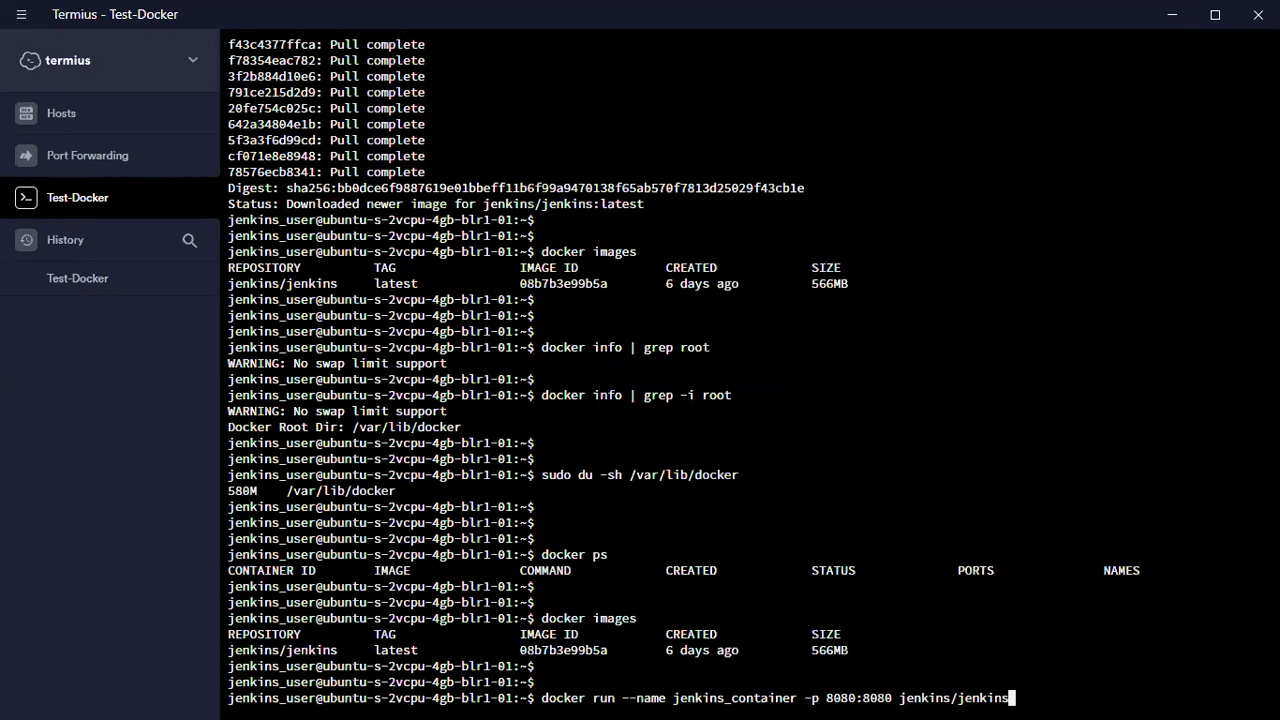 Termius - Test-Docker
termius
Hosts
Port Forwarding
Test-Docker
History
Test-Docker
f43c4377ffca: Pull complete
f78354eac782: Pull complete
3f2b884d10e6: Pull complete
791ce215d2d9: Pull complete
20fe754c025c: Pull complete
642a34804e1b: Pull complete
5f3a3f6d99cd: Pull complete
cf071e8e8948: Pull complete
78576ecb8341: Pull complete
Digest: sha256:bb0dce6f9887619e01bbeff11b6f99a9470138f65ab570f7813d25029f43cb1e
Status: Downloaded newer image for jenkins/jenkins:latest
jenkins_user@ubuntu-s-2vcpu-4gb-blr1-01:~$
jenkins_user@ubuntu-s-2vcpu-4gb-blr1-01:~$
jenkins_user@ubuntu-s-2vcpu-4gb-blr1-01:~$ docker images
REPOSITORY TAG IMAGE ID CREATED SIZE
jenkins/jenkins latest 08b7b3e99b5a 6 days ago 566MB
jenkins_user@ubuntu-s-2vcpu-4gb-blr1-01:~$
jenkins_user@ubuntu-s-2vcpu-4gb-blr1-01:~$
jenkins_user@ubuntu-s-2vcpu-4gb-blr1-01:~$
jenkins_user@ubuntu-s-2vcpu-4gb-blr1-01:~$ docker info | grep root
WARNING: No swap limit support
jenkins_user@ubuntu-s-2vcpu-4gb-blr1-01:~$
jenkins_user@ubuntu-s-2vcpu-4gb-blr1-01:~$ docker info | grep -i root
WARNING: No swap limit support
Docker Root Dir: /var/lib/docker
jenkins_user@ubuntu-s-2vcpu-4gb-blr1-01:~$
jenkins_user@ubuntu-s-2vcpu-4gb-blr1-01:~$
jenkins_user@ubuntu-s-2vcpu-4gb-blr1-01:~$ sudo du -sh /var/lib/docker
580M /var/lib/docker
jenkins_user@ubuntu-s-2vcpu-4gb-blr1-01:~$
jenkins_user@ubuntu-s-2vcpu-4gb-blr1-01:~$
jenkins_user@ubuntu-s-2vcpu-4gb-blr1-01:~$
jenkins_user@ubuntu-s-2vcpu-4gb-blr1-01:~$ docker ps
CONTAINER ID IMAGE COMMAND CREATED STATUS PORTS NAMES
jenkins_user@ubuntu-s-2vcpu-4gb-blr1-01:~$
jenkins_user@ubuntu-s-2vcpu-4gb-blr1-01:~$
jenkins_user@ubuntu-s-2vcpu-4gb-blr1-01:~$ docker images
REPOSITORY TAG IMAGE ID CREATED SIZE
jenkins/jenkins latest 08b7b3e99b5a 6 days ago 566MB
jenkins_user@ubuntu-s-2vcpu-4gb-blr1-01:~$
jenkins_user@ubuntu-s-2vcpu-4gb-blr1-01:~$
jenkins_user@ubuntu-s-2vcpu-4gb-blr1-01:~$ docker run --name jenkins_container -p 8080:8080 jenkins/jenkins